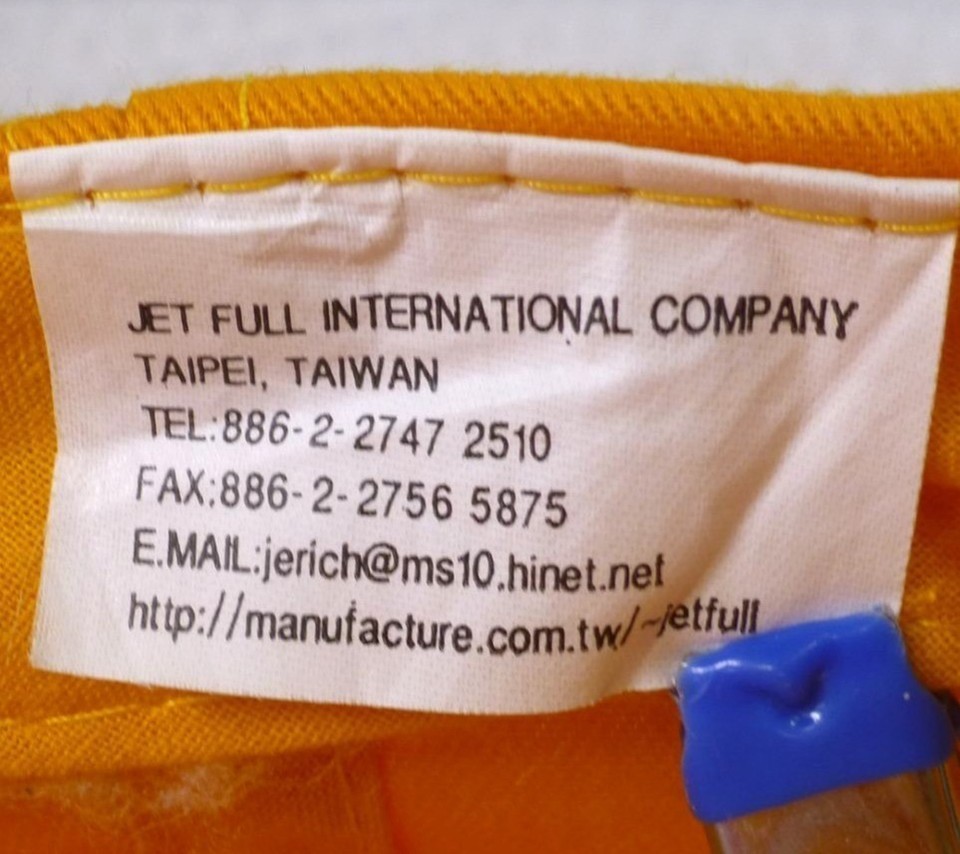 JET FULL INTERNATIONAL COMPANY
TAIPEI, TAIWAN
TEL:886-2-2747 2510
FAX:886-2-2756 5875
E.MAIL:jerich@ms10.hinet.net
http://manufacture.com.tw/~jetfull